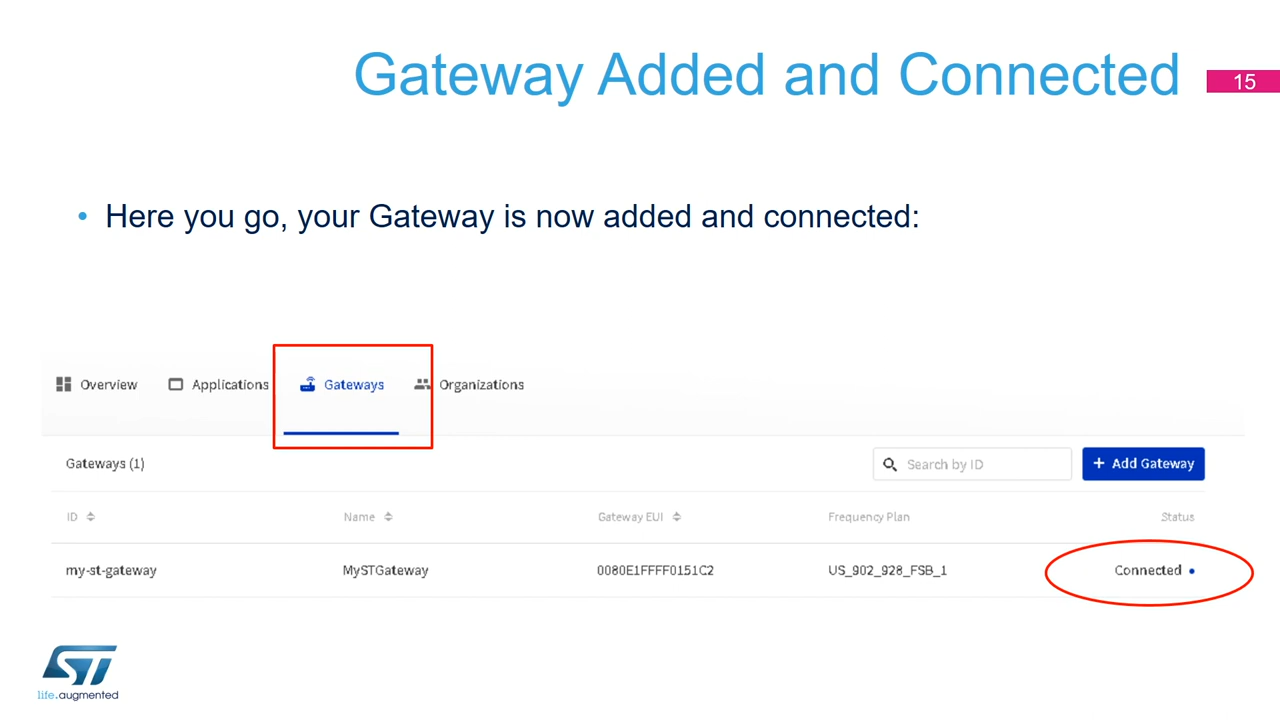 Gateway Added and Connected
15
• Here you go, your Gateway is now added and connected:
Overview Applications Gateways Organizations
Gateways (1) Search by ID + Add Gateway
ID Name Gateway EUI Frequency Plan Status
my-st-gateway MySTGateway 0080E1FFFF0151C2 US_902_928_FSB_1 Connected
ST
life.augmented